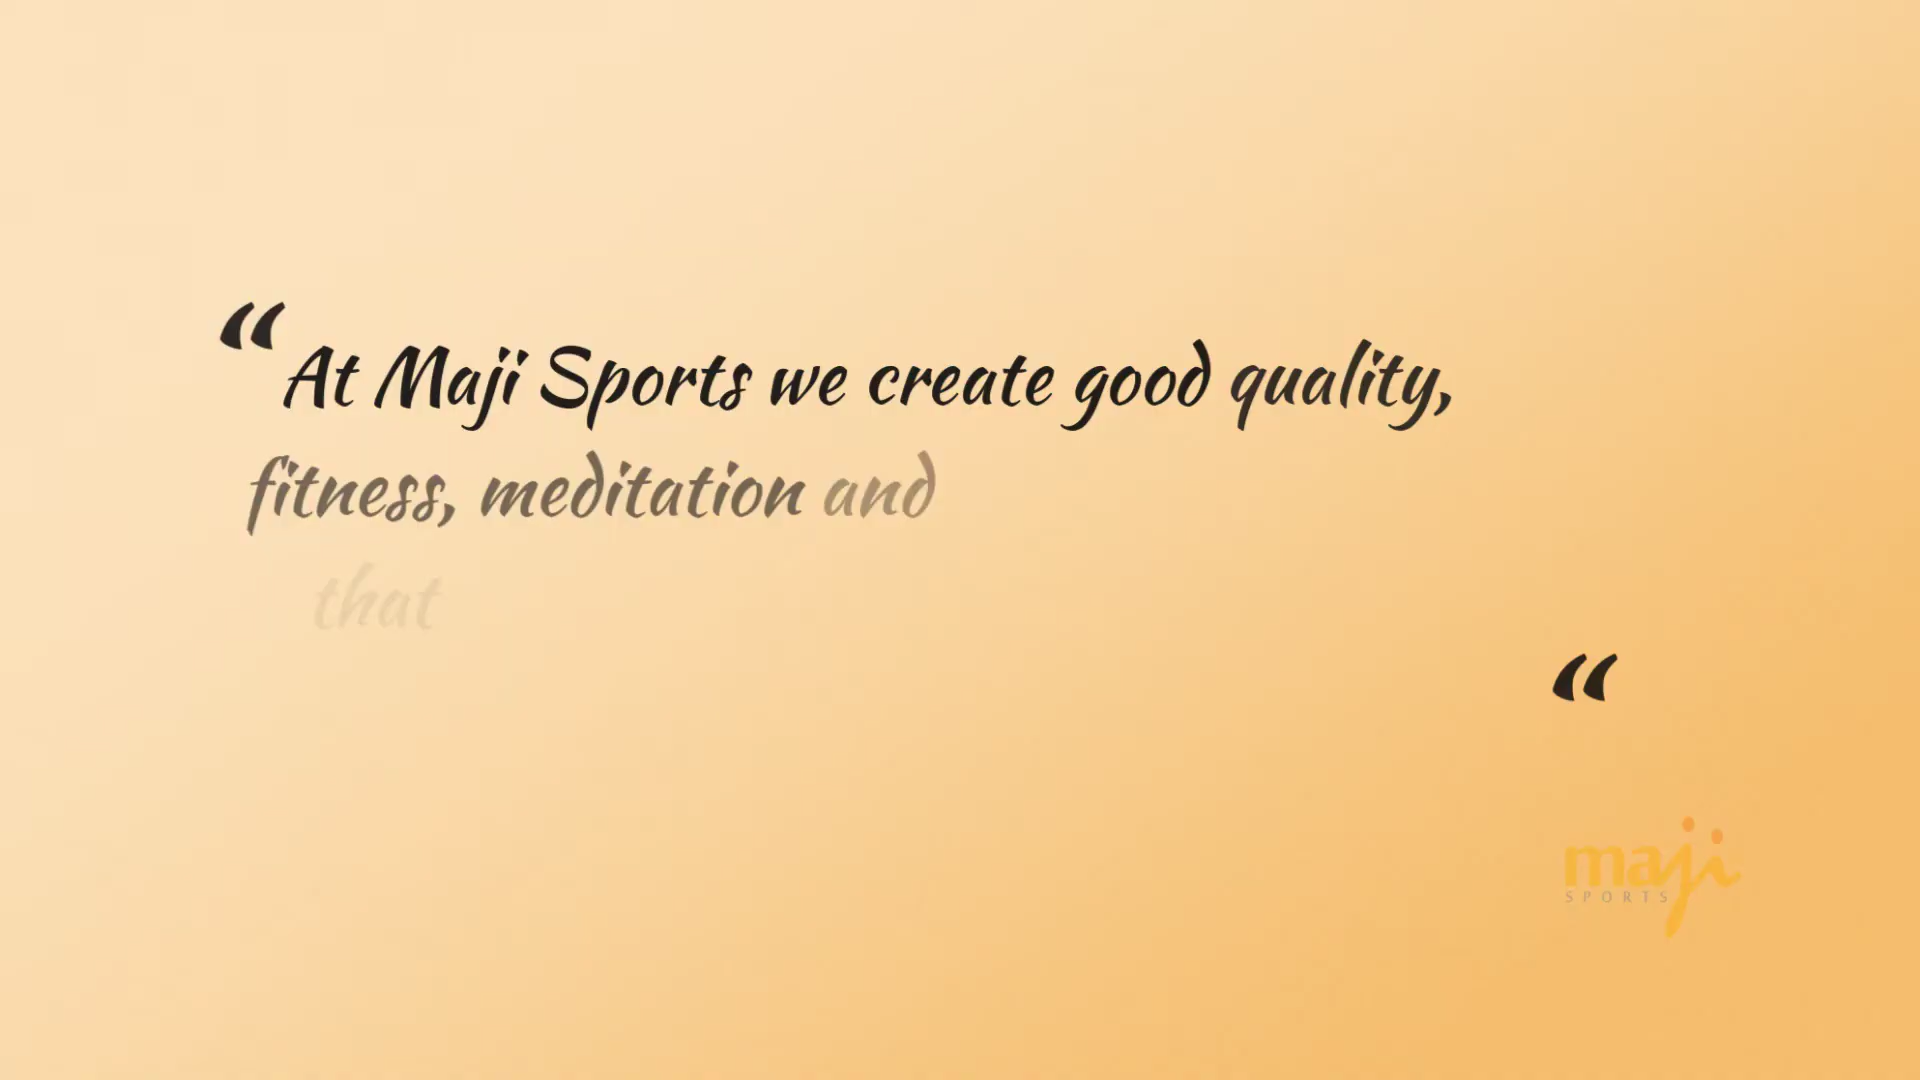 “At Maji Sports we create good quality,
fitness, meditation and
that
“
maji
SPORTS